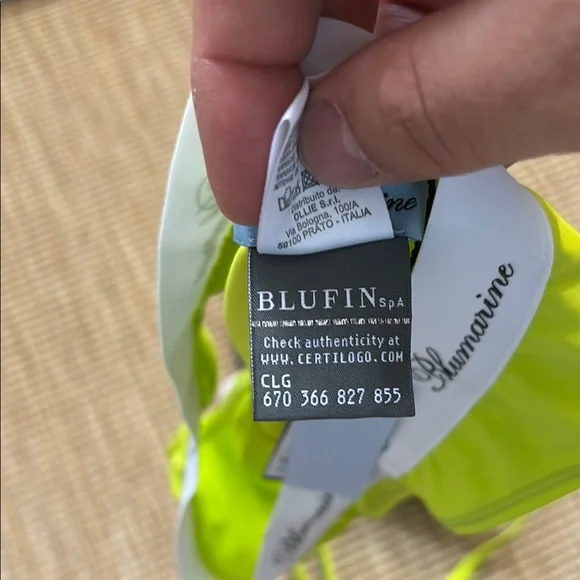 Distribuito da:
OLLIE S.r.l.
Via Bologna, 100/A
59100 PRATO - ITALIA
BLUFIN SpA
Check authenticity at
WWW.CERTILOGO.COM
CLG
670 366 827 855
Blumarine
Blumarine